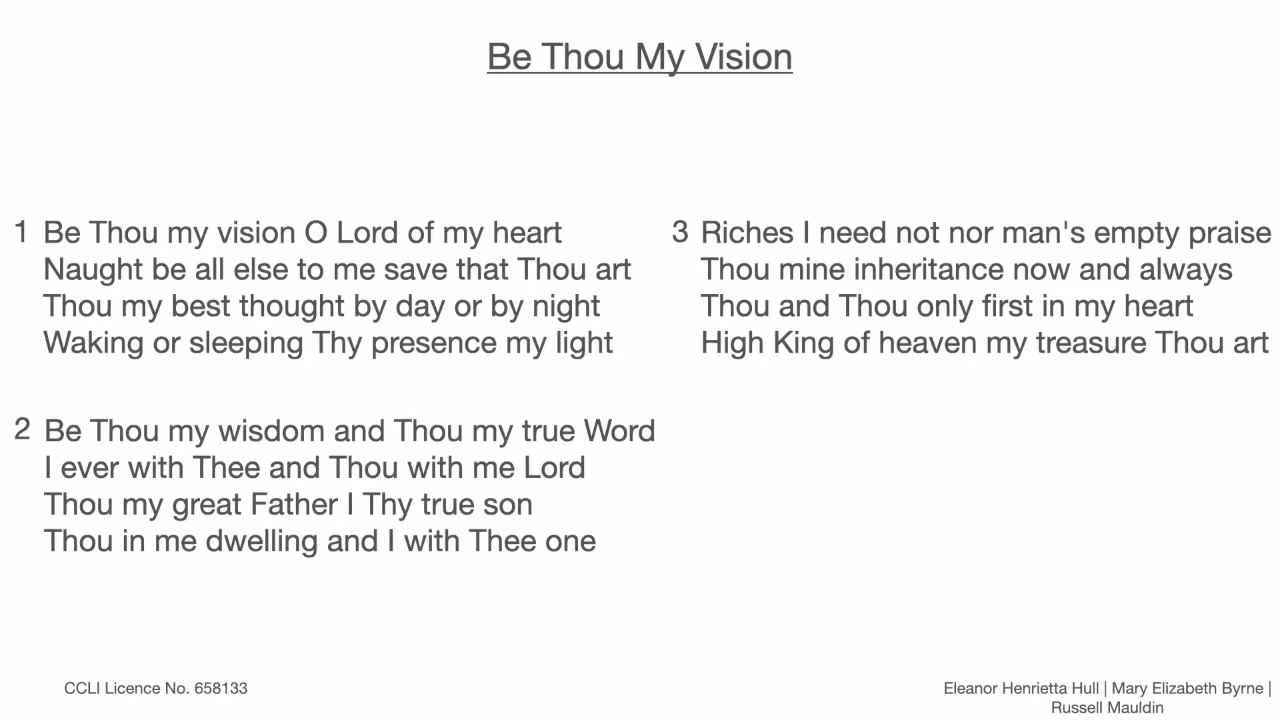 Be Thou My Vision
1 Be Thou my vision O Lord of my heart
Naught be all else to me save that Thou art
Thou my best thought by day or by night
Waking or sleeping Thy presence my light
2 Be Thou my wisdom and Thou my true Word
I ever with Thee and Thou with me Lord
Thou my great Father I Thy true son
Thou in me dwelling and I with Thee one
3 Riches I need not nor man's empty praise
Thou mine inheritance now and always
Thou and Thou only first in my heart
High King of heaven my treasure Thou art
CCLI Licence No. 658133
Eleanor Henrietta Hull | Mary Elizabeth Byrne |
Russell Mauldin